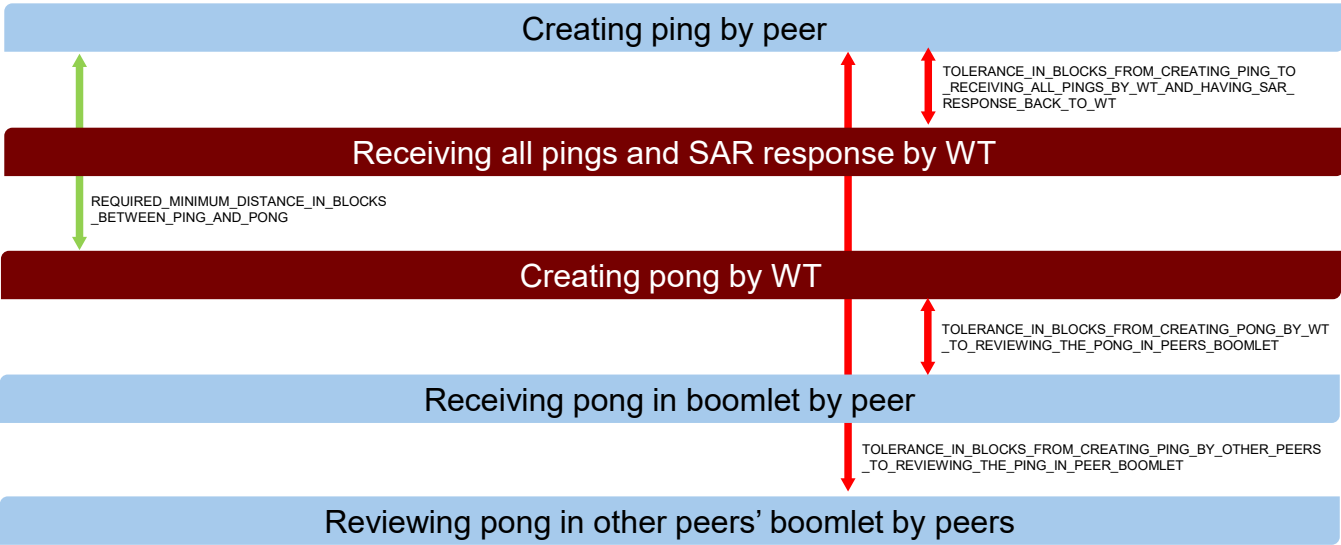 Creating ping by peer
TOLERANCE_IN_BLOCKS_FROM_CREATING_PING_TO
_RECEIVING_ALL_PINGS_BY_WT_AND_HAVING_SAR_
RESPONSE_BACK_TO_WT
Receiving all pings and SAR response by WT
REQUIRED_MINIMUM_DISTANCE_IN_BLOCKS
_BETWEEN_PING_AND_PONG
Creating pong by WT
TOLERANCE_IN_BLOCKS_FROM_CREATING_PONG_BY_WT
_TO_REVIEWING_THE_PONG_IN_PEERS_BOOMLET
Receiving pong in boomlet by peer
TOLERANCE_IN_BLOCKS_FROM_CREATING_PING_BY_OTHER_PEERS
_TO_REVIEWING_THE_PING_IN_PEER_BOOMLET
Reviewing pong in other peers’ boomlet by peers